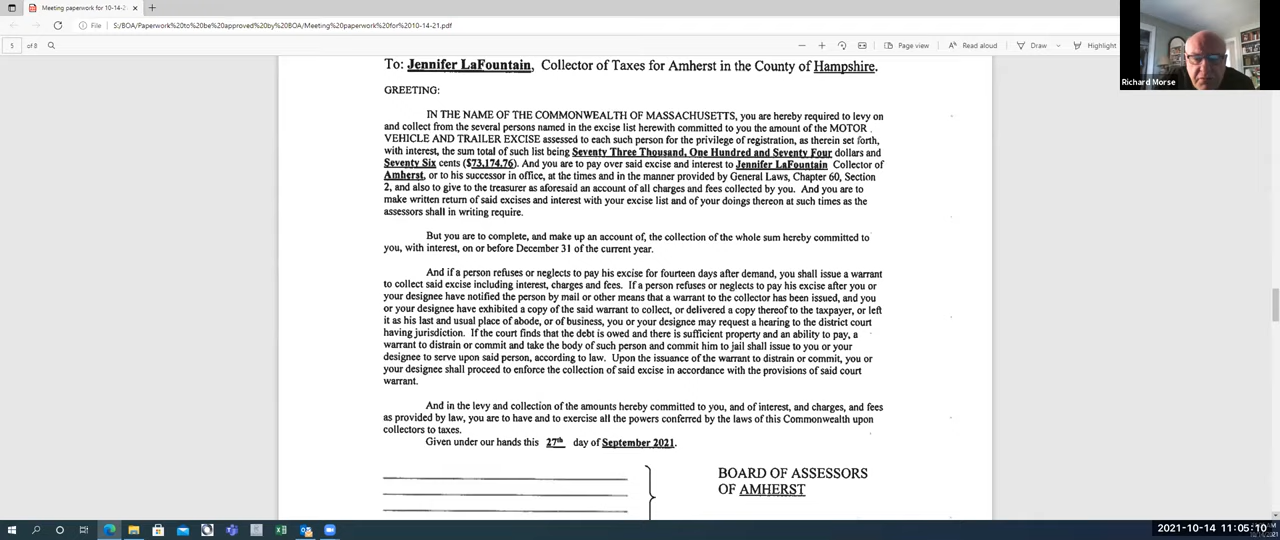 Meeting paperwork for 10-14-2
File
S:/BOA/Paperwork%20to%20be%20approved%20by%20BOA/Meeting%20paperwork%20for%2010-14-21.pdf
5 of 8
Page view
Read aloud
Draw
Highlight
Richard Morse
To: Jennifer LaFountain, Collector of Taxes for Amherst in the County of Hampshire.
GREETING:
IN THE NAME OF THE COMMONWEALTH OF MASSACHUSETTS, you are hereby required to levy on
and collect from the several persons named in the excise list herewith committed to you the amount of the MOTOR
VEHICLE AND TRAILER EXCISE assessed to each such person for the privilege of registration, as therein set forth,
with interest, the sum total of such list being Seventy Three Thousand, One Hundred and Seventy Four dollars and
Seventy Six cents ($73,174.76). And you are to pay over said excise and interest to Jennifer LaFountain Collector of
Amherst, or to his successor in office, at the times and in the manner provided by General Laws, Chapter 60, Section
2, and also to give to the treasurer as aforesaid an account of all charges and fees collected by you. And you are to
make written return of said excises and interest with your excise list and of your doings thereon at such times as the
assessors shall in writing require.
But you are to complete, and make up an account of, the collection of the whole sum hereby committed to
you, with interest, on or before December 31 of the current year.
And if a person refuses or neglects to pay his excise for fourteen days after demand, you shall issue a warrant
to collect said excise including interest, charges and fees. If a person refuses or neglects to pay his excise after you or
your designee have notified the person by mail or other means that a warrant to the collector has been issued, and you
or your designee have exhibited a copy of the said warrant to collect, or delivered a copy thereof to the taxpayer, or left
it as his last and usual place of abode, or of business, you or your designee may request a hearing to the district court
having jurisdiction. If the court finds that the debt is owed and there is sufficient property and an ability to pay, a
warrant to distrain or commit and take the body of such person and commit him to jail shall issue to you or your
designee to serve upon said person, according to law. Upon the issuance of the warrant to distrain or commit, you or
your designee shall proceed to enforce the collection of said excise in accordance with the provisions of said court
warrant.
And in the levy and collection of the amounts hereby committed to you, and of interest, and charges, and fees
as provided by law, you are to have and to exercise all the powers conferred by the laws of this Commonwealth upon
collectors to taxes.
Given under our hands this 27th day of September 2021.
BOARD OF ASSESSORS
OF AMHERST
2021-10-14 11:05:10